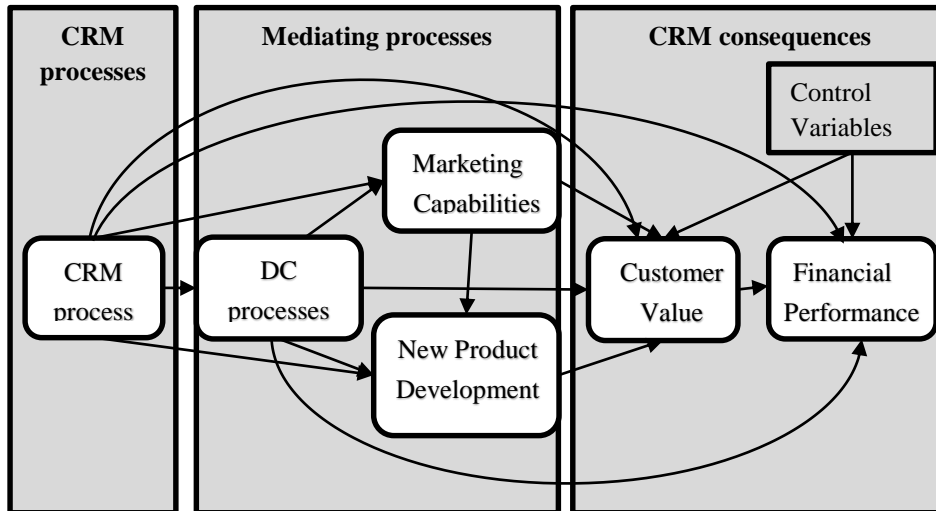 CRM
processes
Mediating processes
CRM consequences
Control
Variables
Marketing
Capabilities
CRM
process
DC
processes
Customer
Value
Financial
Performance
New Product
Development